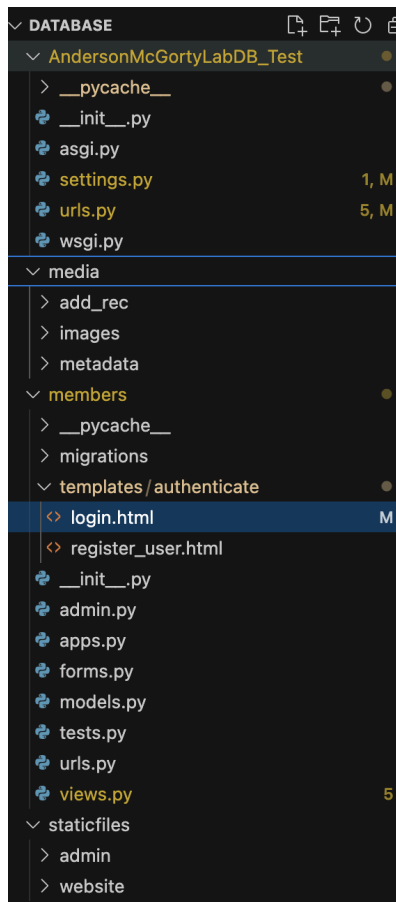 DATABASE
AndersonMcGortyLabDB_Test
__pycache__
__init__.py
asgi.py
settings.py 1, M
urls.py 5, M
wsgi.py
media
add_rec
images
metadata
members
__pycache__
migrations
templates/authenticate
login.html M
register_user.html
__init__.py
admin.py
apps.py
forms.py
models.py
tests.py
urls.py
views.py 5
staticfiles
admin
website